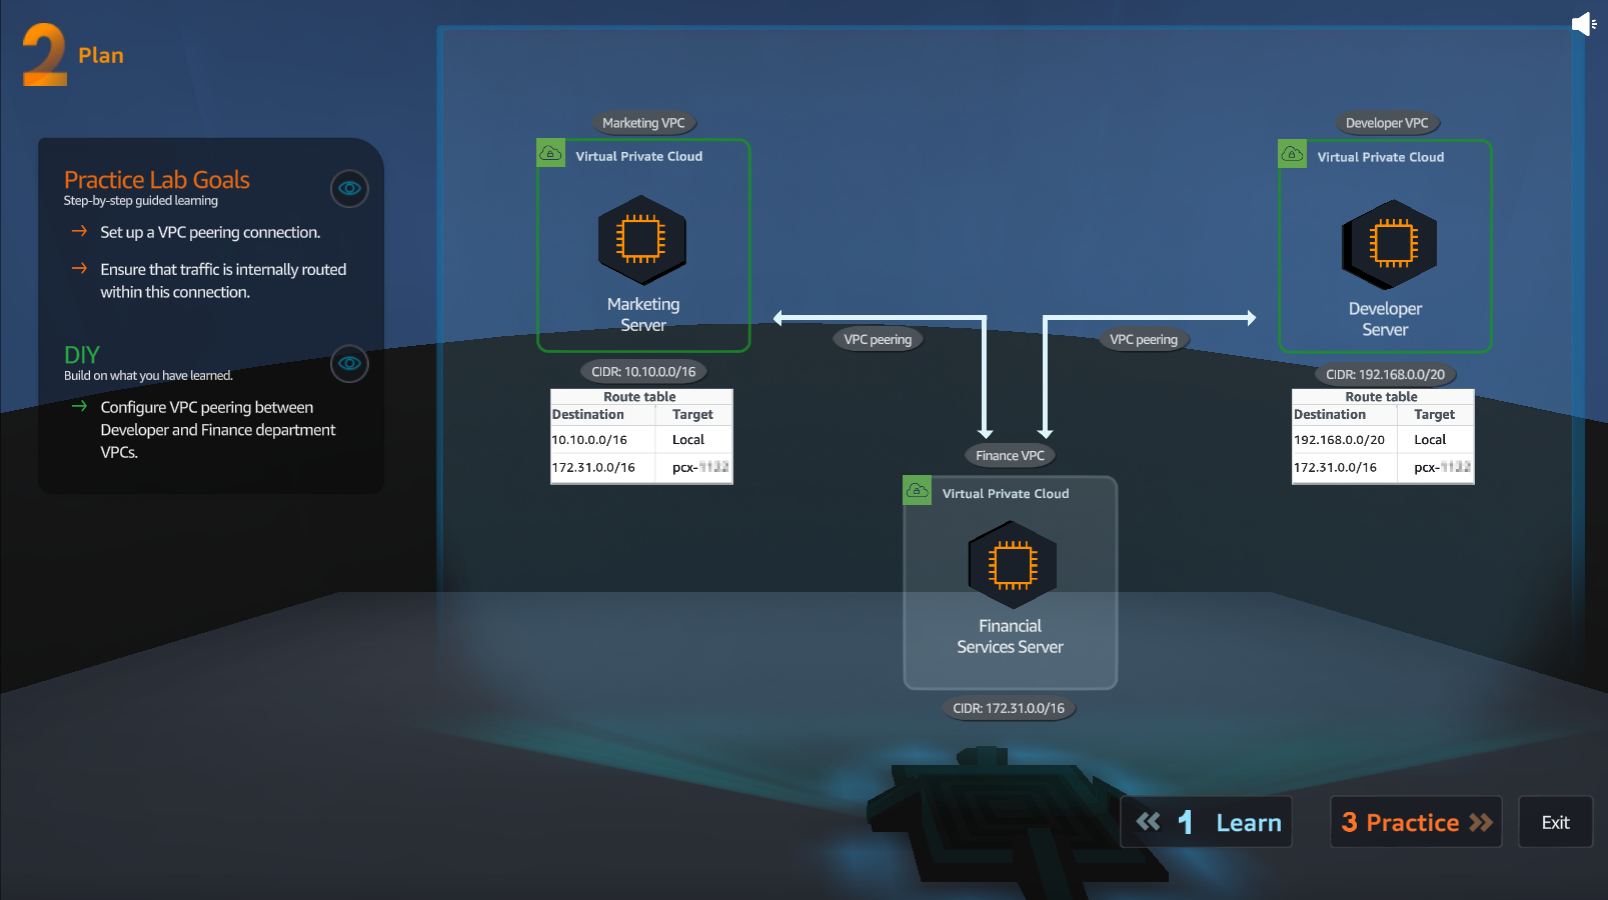 2 Plan
Practice Lab Goals
Step-by-step guided learning
Set up a VPC peering connection.
Ensure that traffic is internally routed
within this connection.
DIY
Build on what you have learned.
Configure VPC peering between
Developer and Finance department
VPCs.
Marketing VPC
Virtual Private Cloud
Marketing
Server
CIDR: 10.10.0.0/16
Route table
Destination Target
10.10.0.0/16 Local
172.31.0.0/16 pcx-
VPC peering
VPC peering
Developer VPC
Virtual Private Cloud
Developer
Server
CIDR: 192.168.0.0/20
Route table
Destination Target
192.168.0.0/20 Local
172.31.0.0/16 pcx-
Finance VPC
Virtual Private Cloud
Financial
Services Server
CIDR: 172.31.0.0/16
1 Learn
3 Practice
Exit